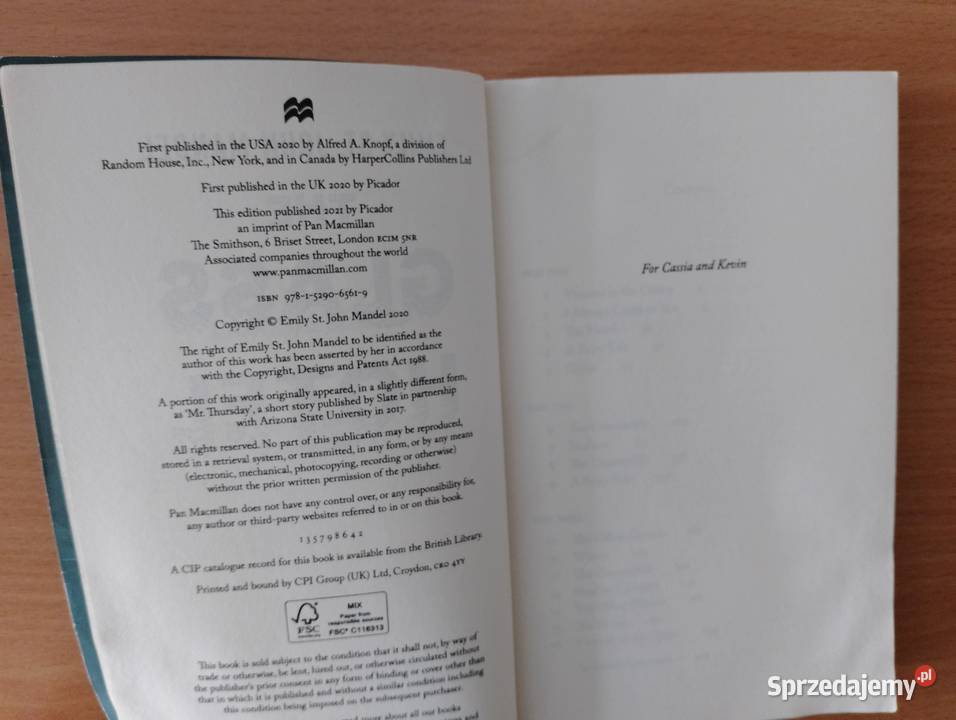 First published in the USA 2020 by Alfred A. Knopf, a division of
Random House, Inc., New York, and in Canada by HarperCollins Publishers Ltd
First published in the UK 2020 by Picador
This edition published 2021 by Picador
an imprint of Pan Macmillan
The Smithson, 6 Briset Street, London EC1M 5NR
Associated companies throughout the world
www.panmacmillan.com
ISBN 978-1-5290-6561-9
Copyright © Emily St. John Mandel 2020
The right of Emily St. John Mandel to be identified as the
author of this work has been asserted by her in accordance
with the Copyright, Designs and Patents Act 1988.
A portion of this work originally appeared, in a slightly different form,
as 'Mr. Thursday', a short story published by Slate in partnership
with Arizona State University in 2017.
All rights reserved. No part of this publication may be reproduced,
stored in a retrieval system, or transmitted, in any form, or by any means
(electronic, mechanical, photocopying, recording or otherwise)
without the prior written permission of the publisher.
Pan Macmillan does not have any control over, or any responsibility for,
any author or third-party websites referred to in or on this book.
1 3 5 7 9 8 6 4 2
A CIP catalogue record for this book is available from the British Library.
Printed and bound by CPI Group (UK) Ltd, Croydon, CR0 4YY
FSC
MIX
Paper from
responsible sources
FSC® C116313
This book is sold subject to the condition that it shall not, by way of
trade or otherwise, be lent, hired out, or otherwise circulated without
the publisher's prior consent in any form of binding or cover other than
that in which it is published and without a similar condition including
this condition being imposed on the subsequent purchaser.
more about all our books
For Cassia and Kevin
Sprzedajemy.pl